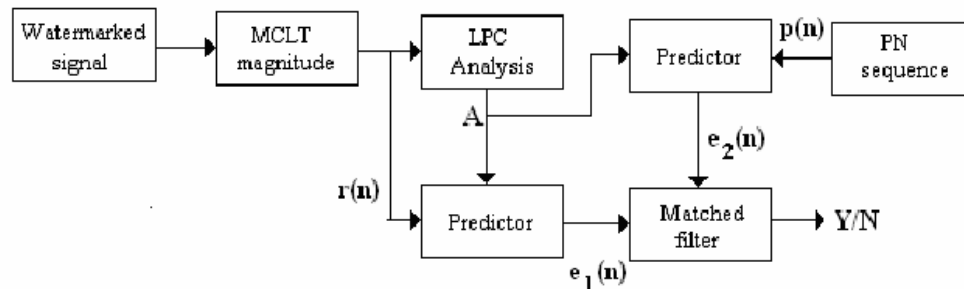 Watermarked
signal
MCLT
magnitude
LPC
Analysis
Predictor
p(n)
PN
sequence
A
e2(n)
r(n)
Predictor
Matched
filter
Y/N
e1(n)